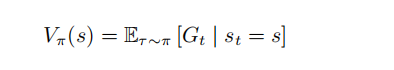 V_π(s) = 𝔼_{τ∼π} [G_t | s_t = s]